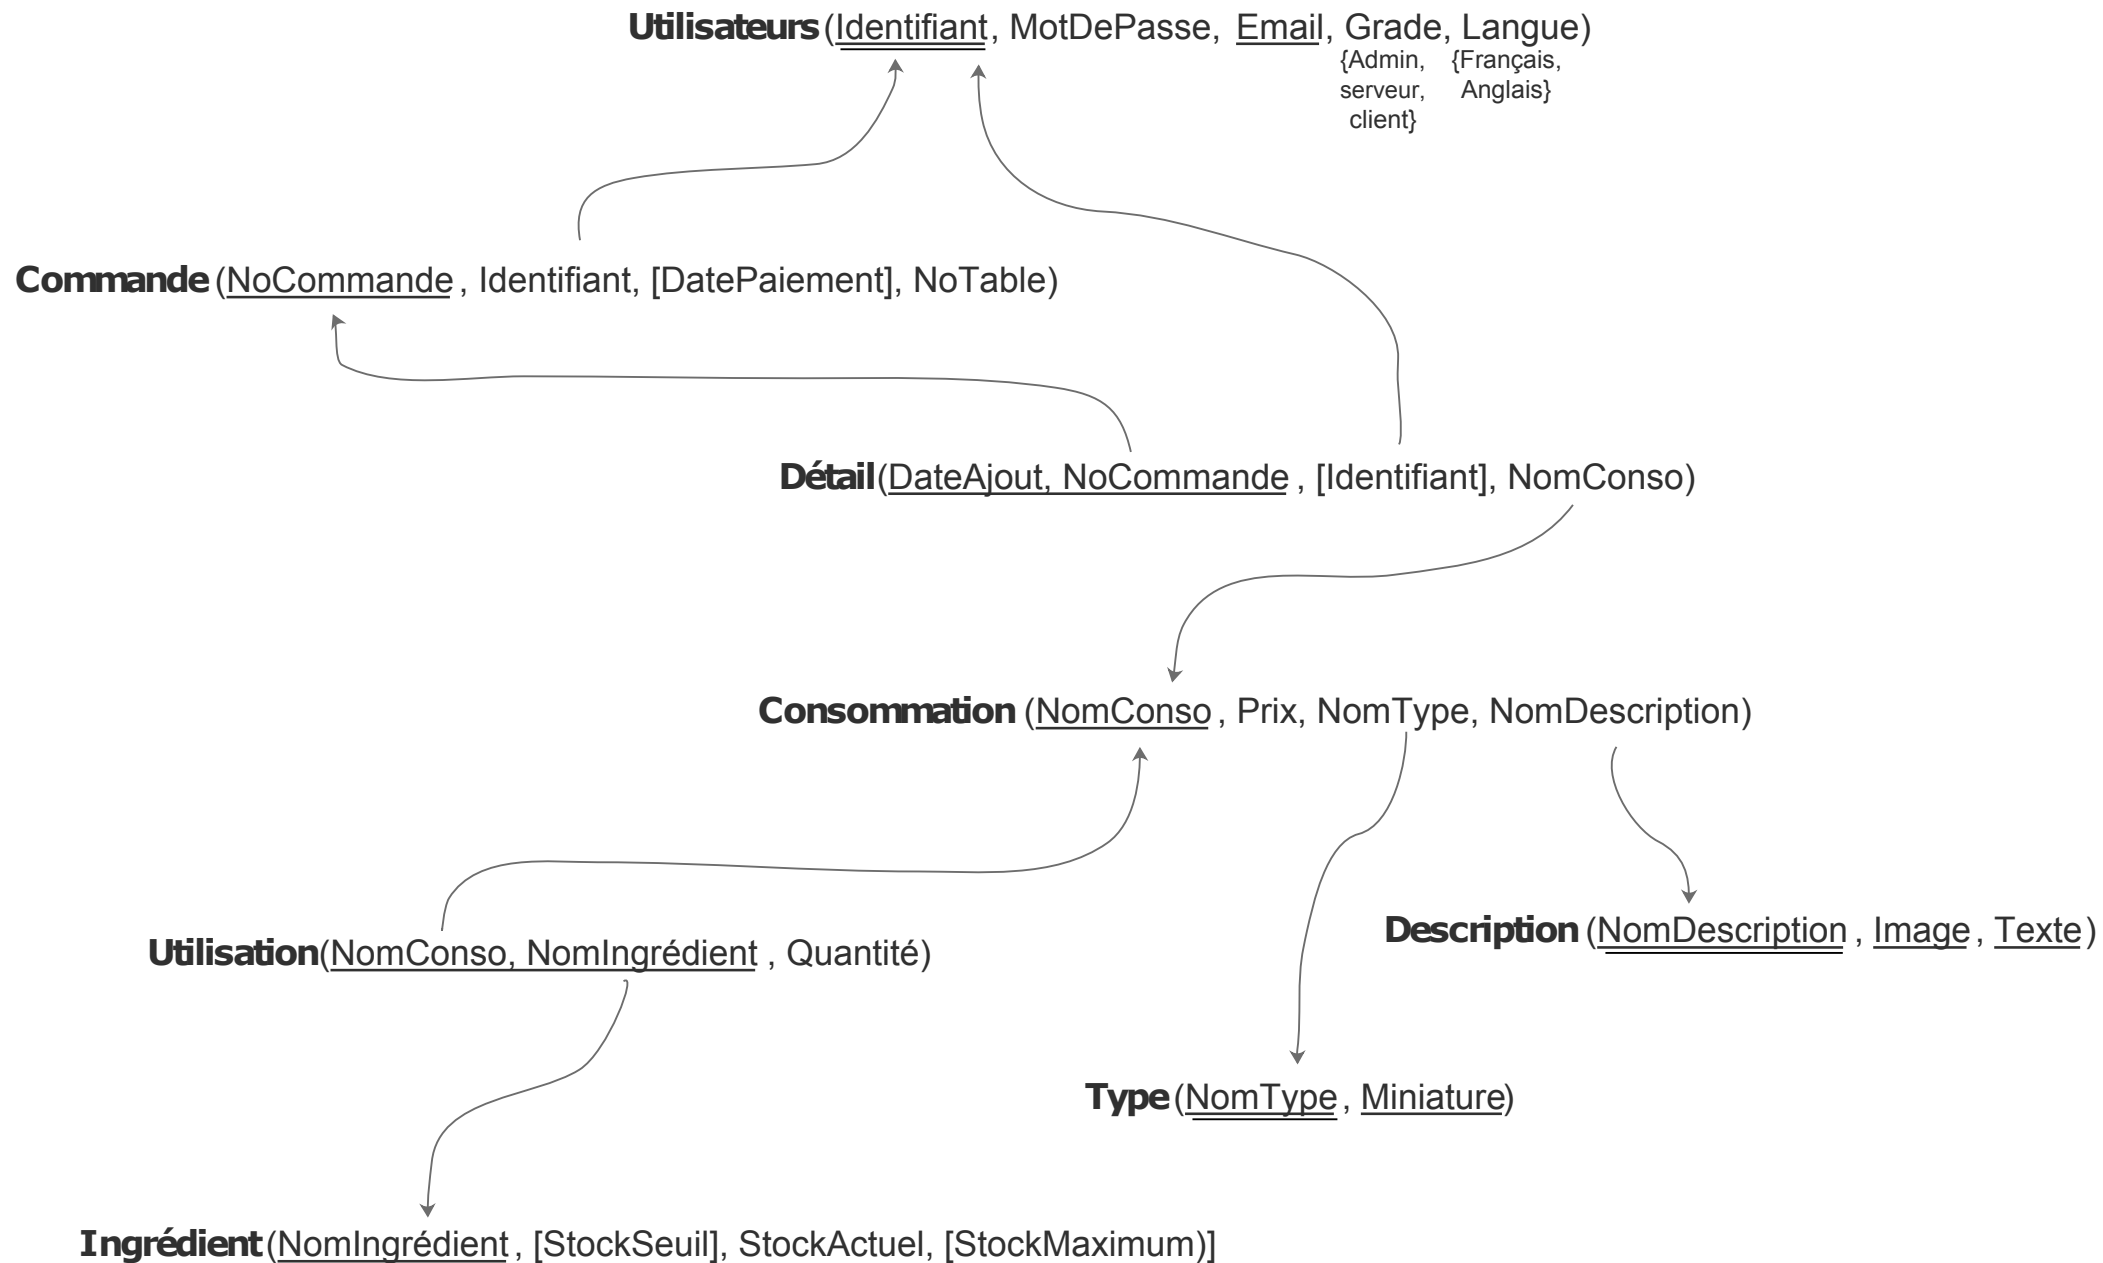 Utilisateurs(Identifiant, MotDePasse, Email, Grade, Langue)
{Admin, {Français,
serveur, Anglais}
client}
Commande(NoCommande, Identifiant, [DatePaiement], NoTable)
Détail(DateAjout, NoCommande, [Identifiant], NomConso)
Consommation(NomConso, Prix, NomType, NomDescription)
Description(NomDescription, Image, Texte)
Utilisation(NomConso, NomIngrédient, Quantité)
Type(NomType, Miniature)
Ingrédient(NomIngrédient, [StockSeuil], StockActuel, [StockMaximum)]